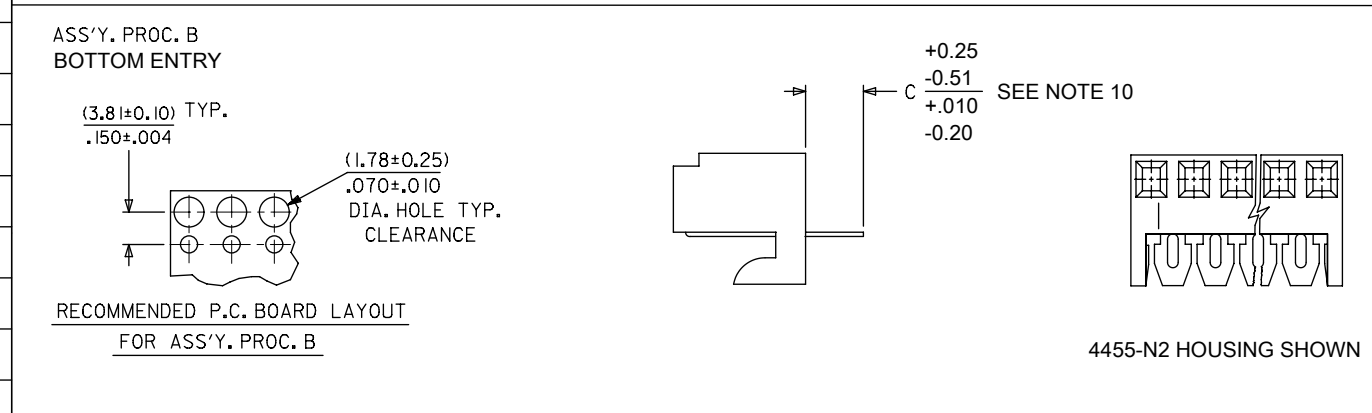 ASS'Y. PROC. B
BOTTOM ENTRY
(3.81±0.10) TYP.
.150±.004
(1.78±0.25)
.070±.010
DIA. HOLE TYP.
CLEARANCE
RECOMMENDED P.C. BOARD LAYOUT
FOR ASS'Y. PROC. B
+0.25
-0.51
C SEE NOTE 10
+.010
-0.20
4455-N2 HOUSING SHOWN